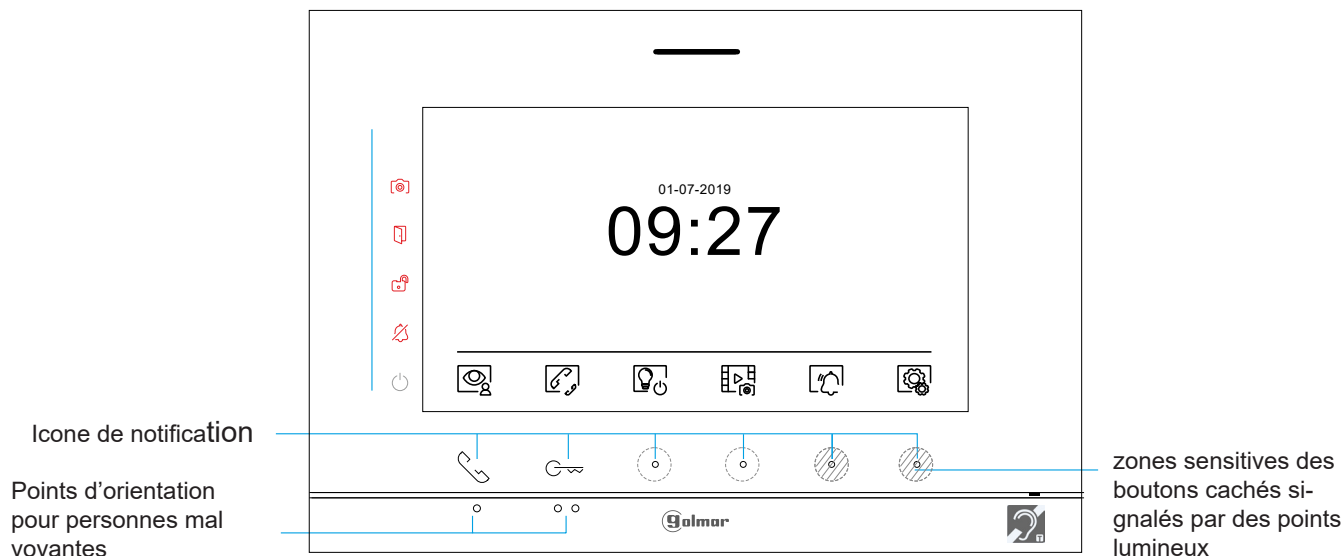 01-07-2019
09:27
Icone de notification
Points d’orientation
pour personnes mal
voyantes
golmar
T
zones sensitives des
boutons cachés si-
gnalés par des points
lumineux